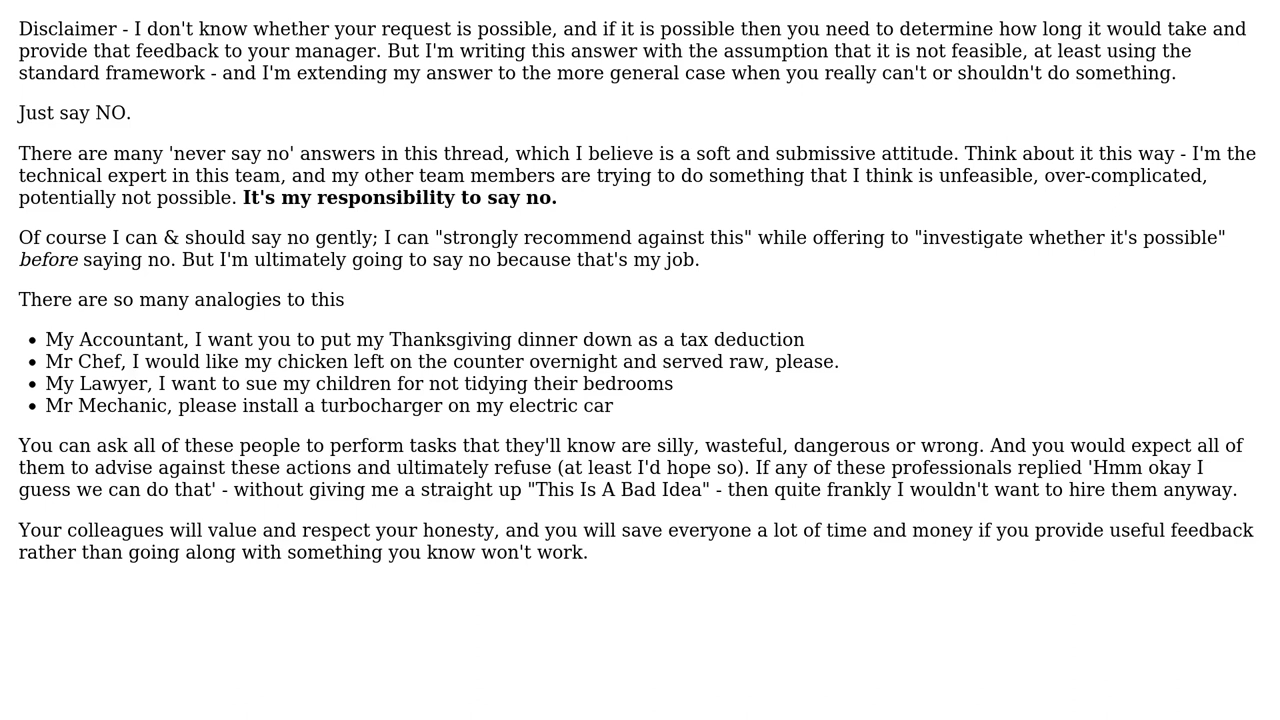 Disclaimer - I don't know whether your request is possible, and if it is possible then you need to determine how long it would take and
provide that feedback to your manager. But I'm writing this answer with the assumption that it is not feasible, at least using the
standard framework - and I'm extending my answer to the more general case when you really can't or shouldn't do something.
Just say NO.
There are many 'never say no' answers in this thread, which I believe is a soft and submissive attitude. Think about it this way - I'm the
technical expert in this team, and my other team members are trying to do something that I think is unfeasible, over-complicated,
potentially not possible. It's my responsibility to say no.
Of course I can & should say no gently; I can "strongly recommend against this" while offering to "investigate whether it's possible"
before saying no. But I'm ultimately going to say no because that's my job.
There are so many analogies to this
• My Accountant, I want you to put my Thanksgiving dinner down as a tax deduction
• Mr Chef, I would like my chicken left on the counter overnight and served raw, please.
• My Lawyer, I want to sue my children for not tidying their bedrooms
• Mr Mechanic, please install a turbocharger on my electric car
You can ask all of these people to perform tasks that they'll know are silly, wasteful, dangerous or wrong. And you would expect all of
them to advise against these actions and ultimately refuse (at least I'd hope so). If any of these professionals replied 'Hmm okay I
guess we can do that' - without giving me a straight up "This Is A Bad Idea" - then quite frankly I wouldn't want to hire them anyway.
Your colleagues will value and respect your honesty, and you will save everyone a lot of time and money if you provide useful feedback
rather than going along with something you know won't work.